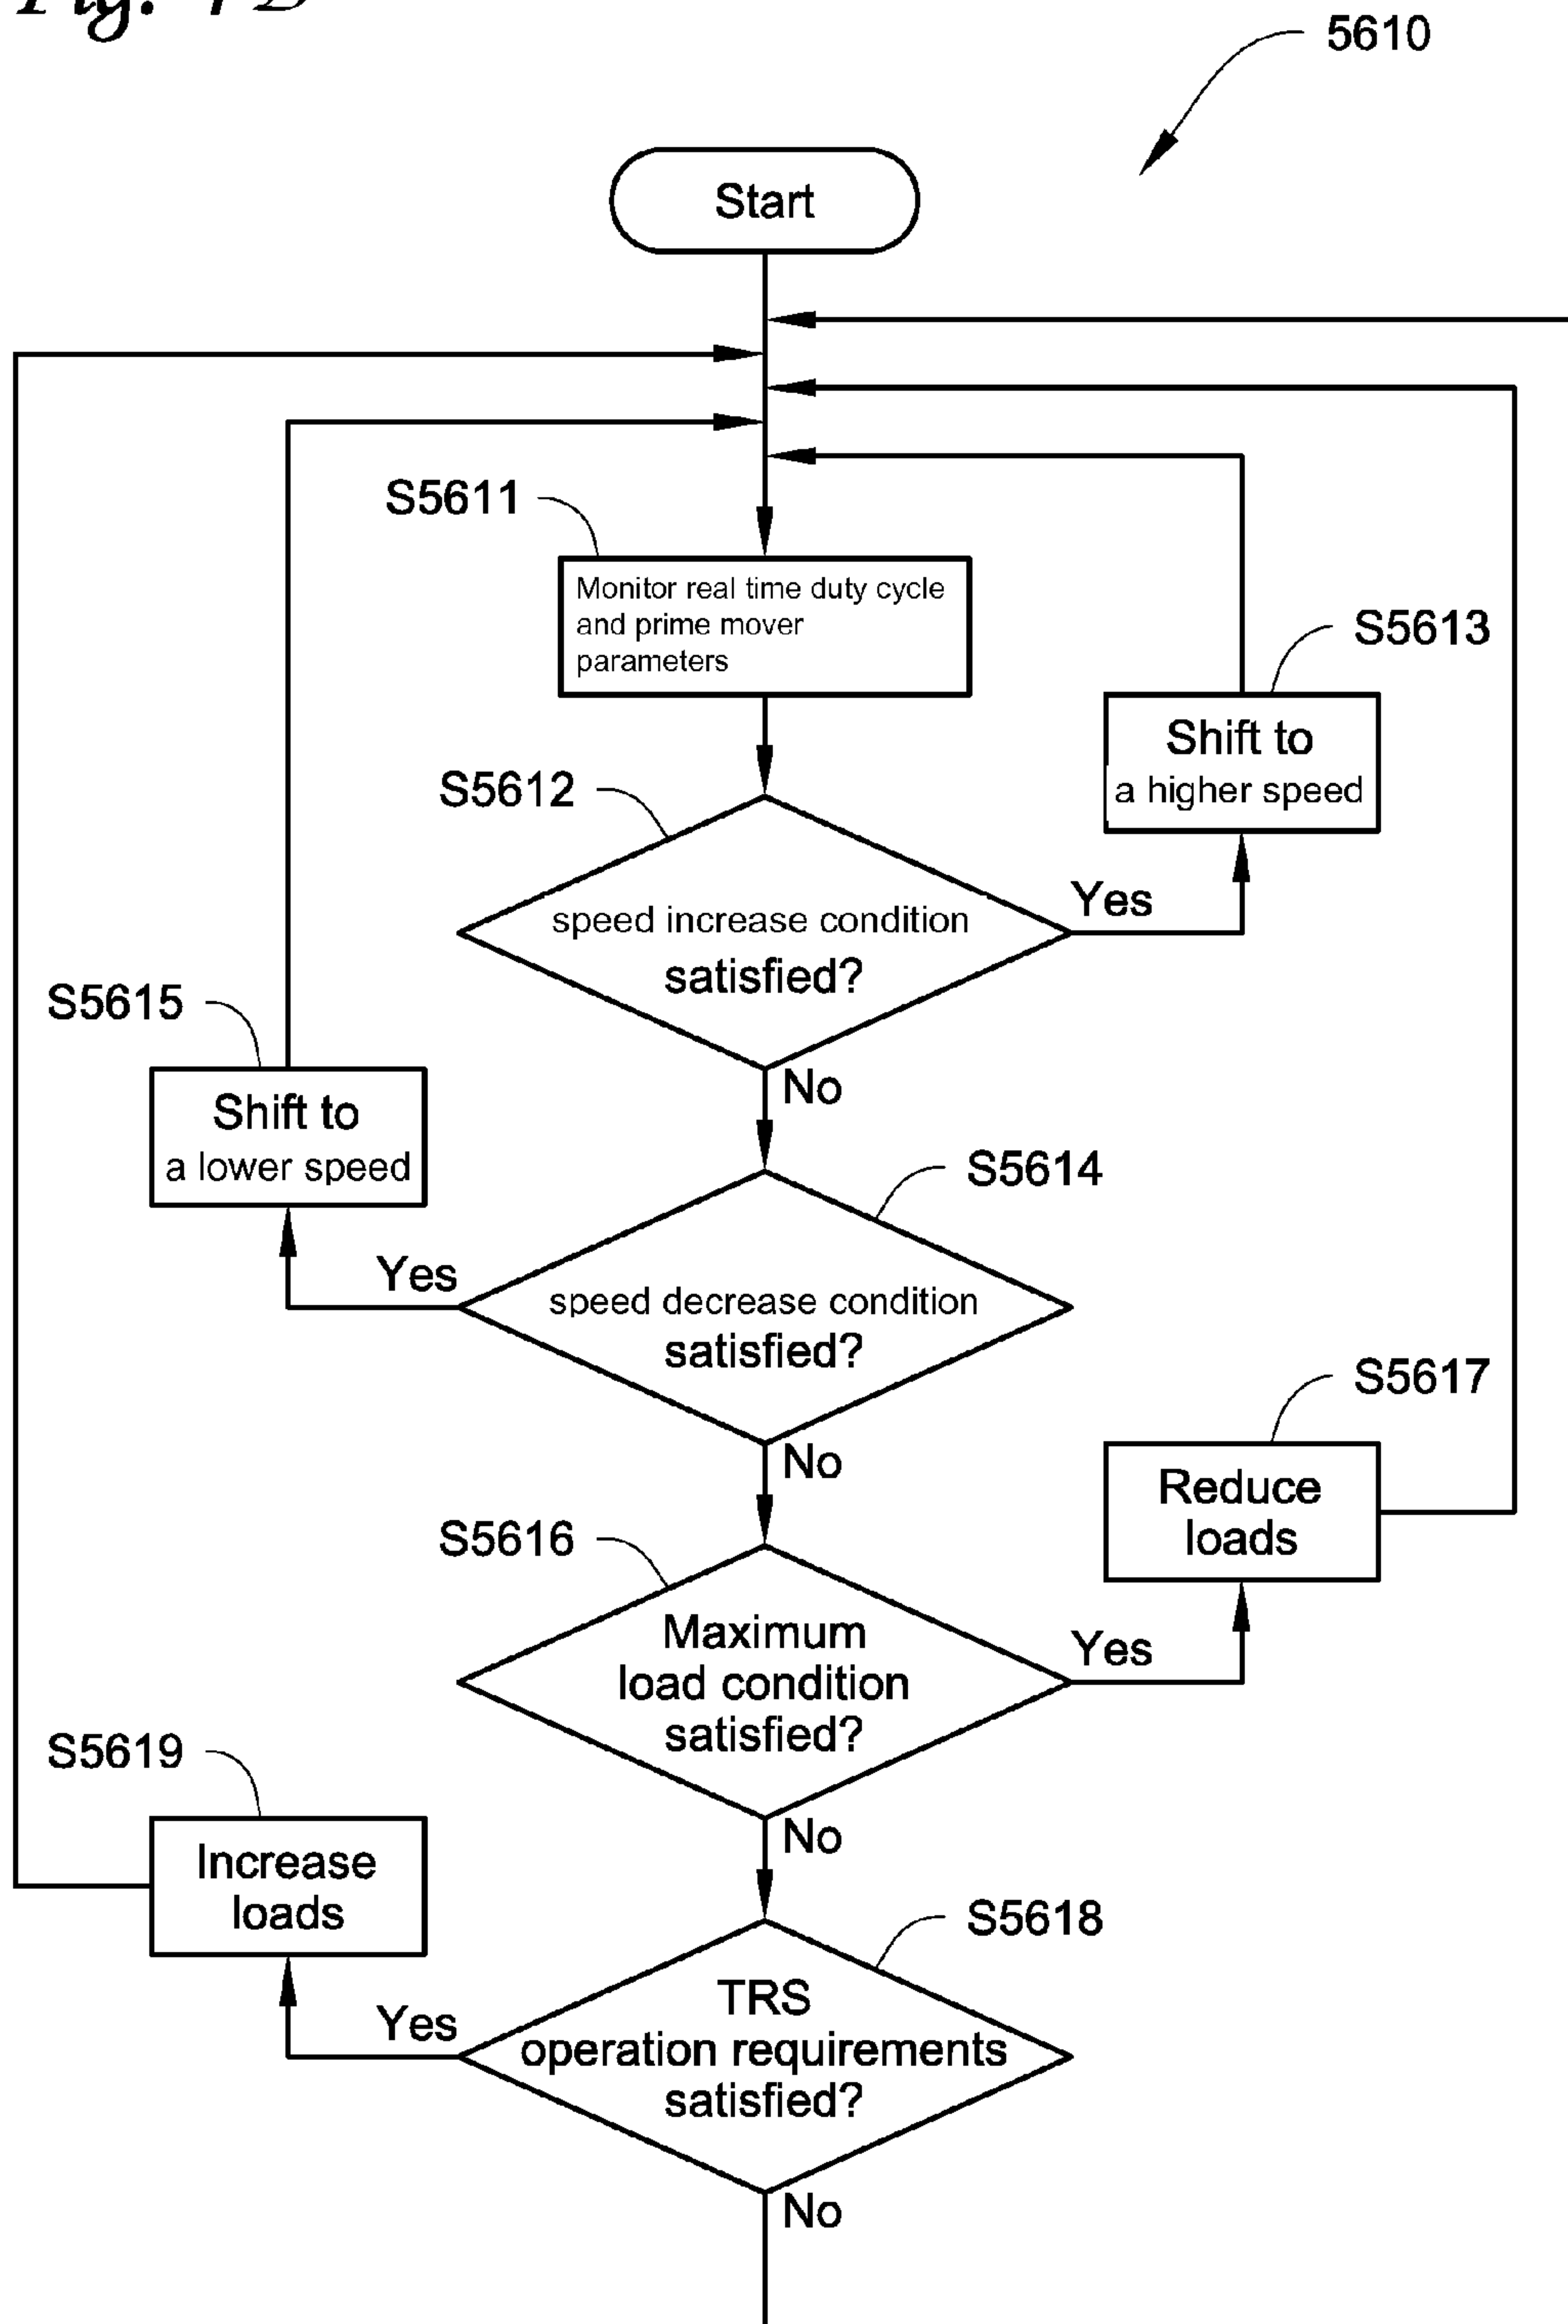 5610
Start
S5611
Monitor real time duty cycle
and prime mover
parameters
S5613
Shift to
a higher speed
S5612
speed increase condition
satisfied?
Yes
No
S5615
Shift to
a lower speed
S5614
speed decrease condition
satisfied?
Yes
No
S5617
Reduce
loads
S5616
Maximum
load condition
satisfied?
Yes
No
S5619
Increase
loads
S5618
TRS
operation requirements
satisfied?
Yes
No